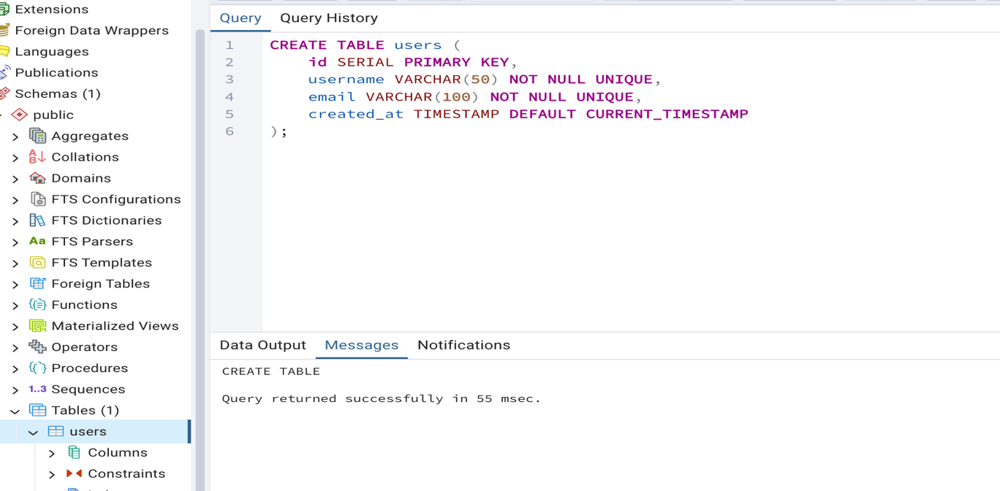 Extensions
Foreign Data Wrappers
Languages
Publications
Schemas (1)
public
Aggregates
Collations
Domains
FTS Configurations
FTS Dictionaries
Aa FTS Parsers
FTS Templates
Foreign Tables
Functions
Materialized Views
Operators
Procedures
1..3 Sequences
Tables (1)
users
Columns
Constraints
Query Query History
1 CREATE TABLE users (
2 id SERIAL PRIMARY KEY,
3 username VARCHAR(50) NOT NULL UNIQUE,
4 email VARCHAR(100) NOT NULL UNIQUE,
5 created_at TIMESTAMP DEFAULT CURRENT_TIMESTAMP
6 );
Data Output Messages Notifications
CREATE TABLE
Query returned successfully in 55 msec.